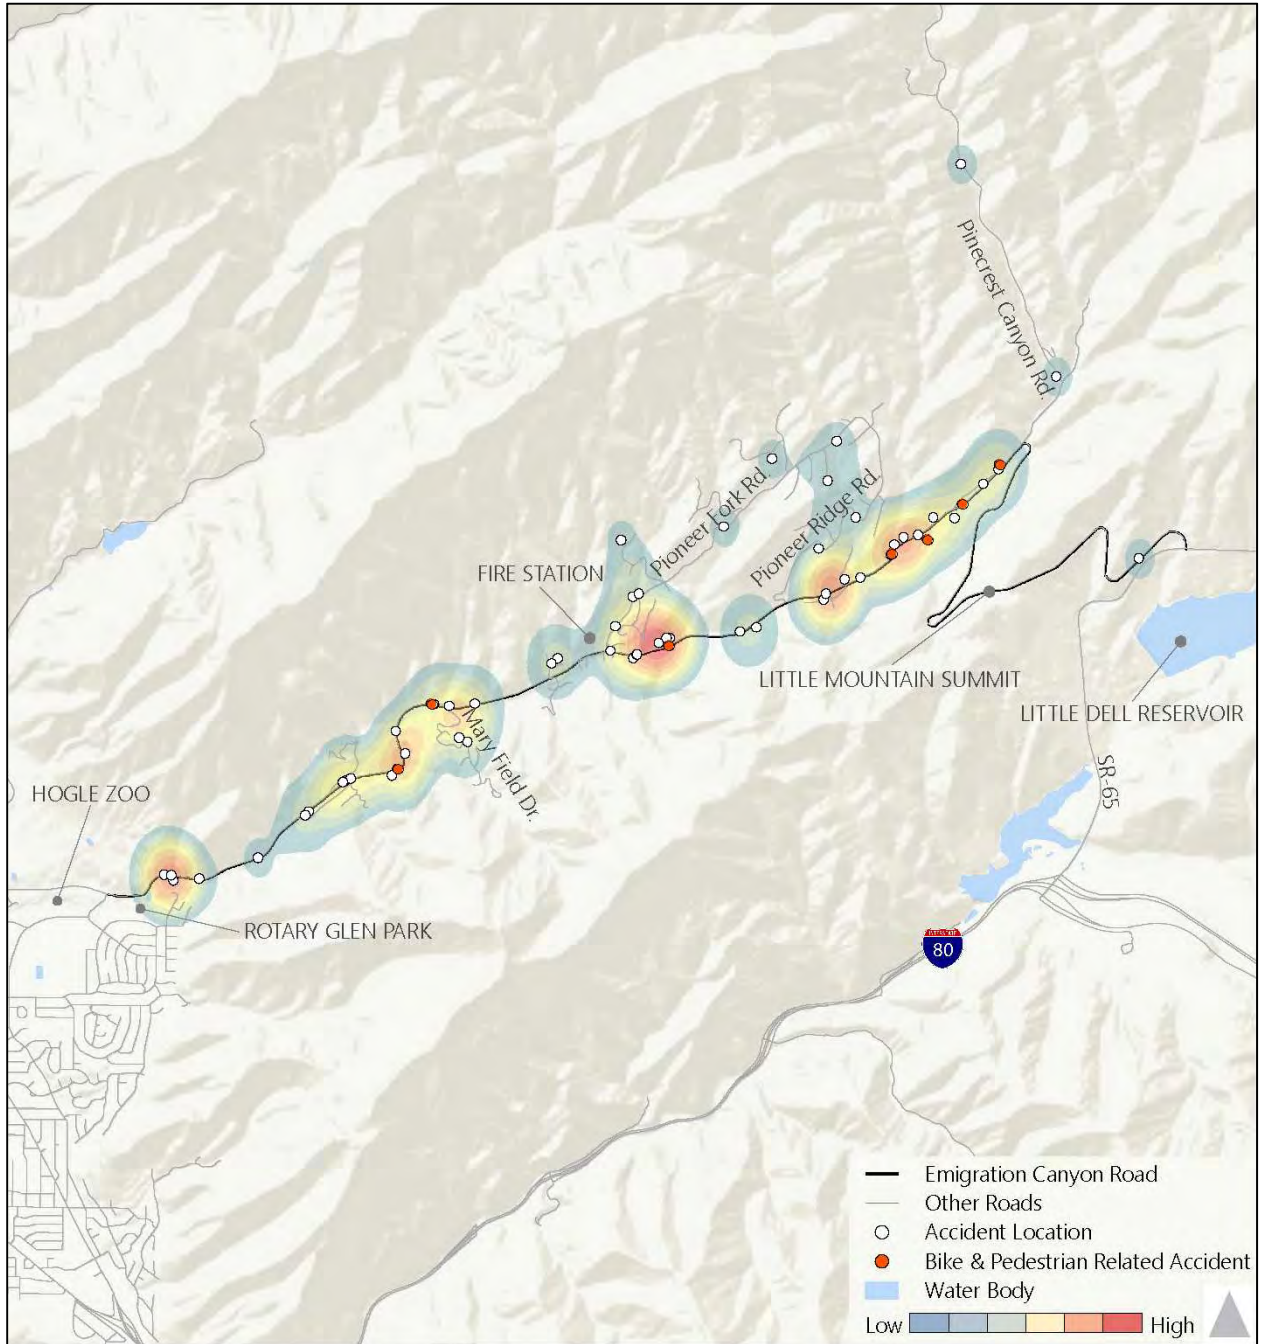 Pinecrest Canyon Rd.
Pioneer Fork Rd.
Pioneer Ridge Rd.
FIRE STATION
LITTLE MOUNTAIN SUMMIT
LITTLE DELL RESERVOIR
Mary Field Dr.
SR-65
HOGLE ZOO
ROTARY GLEN PARK
INTERSTATE
80
Emigration Canyon Road
Other Roads
Accident Location
Bike & Pedestrian Related Accident
Water Body
Low High